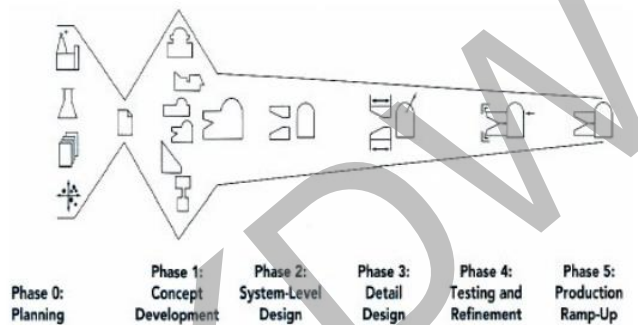 Phase 0:
Planning
Phase 1:
Concept
Development
Phase 2:
System-Level
Design
Phase 3:
Detail
Design
Phase 4:
Testing and
Refinement
Phase 5:
Production
Ramp-Up